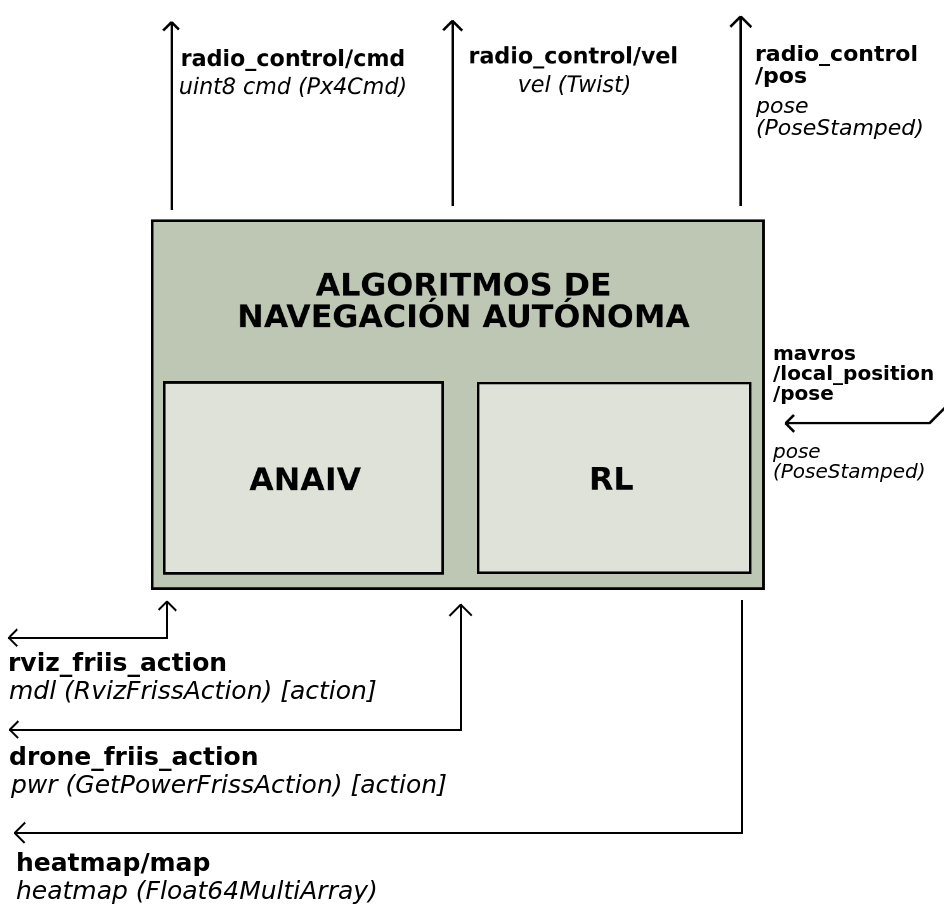 radio_control/cmd
uint8 cmd (Px4Cmd)
radio_control/vel
vel (Twist)
radio_control
/pos
pose
(PoseStamped)
ALGORITMOS DE
NAVEGACIÓN AUTÓNOMA
ANAIV
RL
mavros
/local_position
/pose
pose
(PoseStamped)
rviz_friis_action
mdl (RvizFrissAction) [action]
drone_friis_action
pwr (GetPowerFrissAction) [action]
heatmap/map
heatmap (Float64MultiArray)